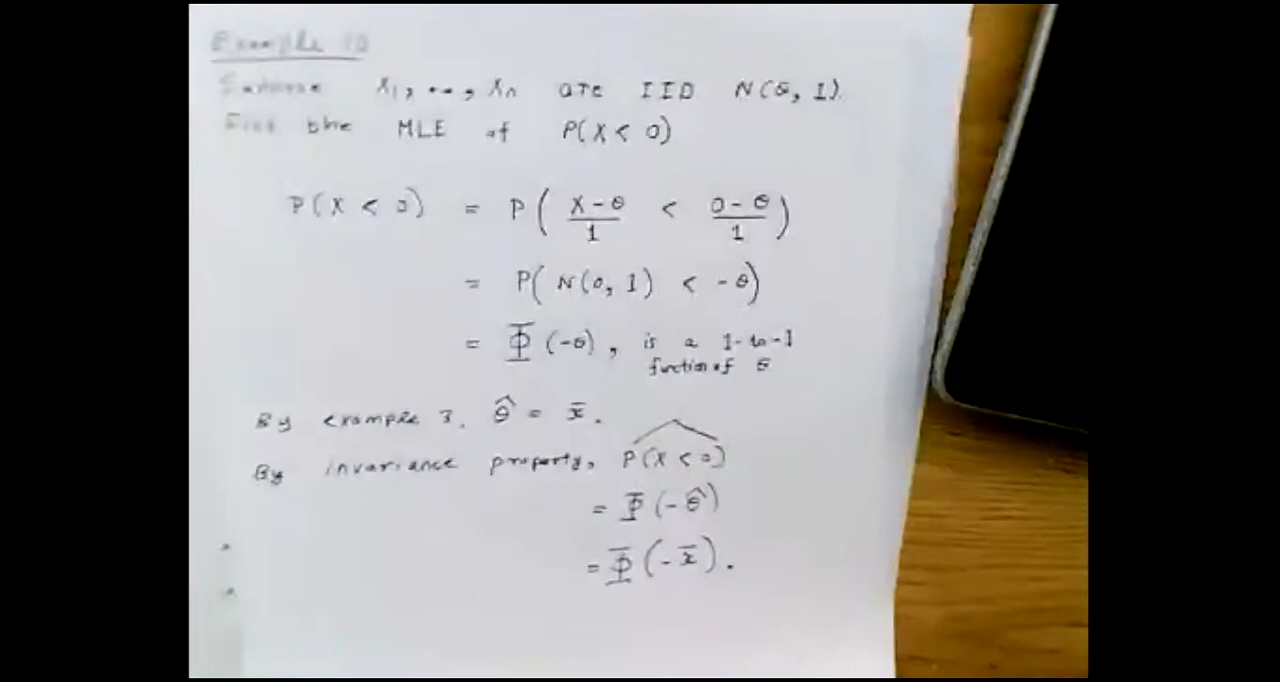 Example 10
Suppose X1, ..., Xn are IID N(θ, 1).
Find the MLE of P(X < 0)
P(X < 0) = P( (X-θ)/1 < (0-θ)/1 )
= P( N(0, 1) < -θ)
= Φ (-θ), is a 1-to-1
function of θ
By example 3, θ̂ = x̄.
By invariance property, P(X < 0)
= Φ (-θ̂)
= Φ (-x̄).